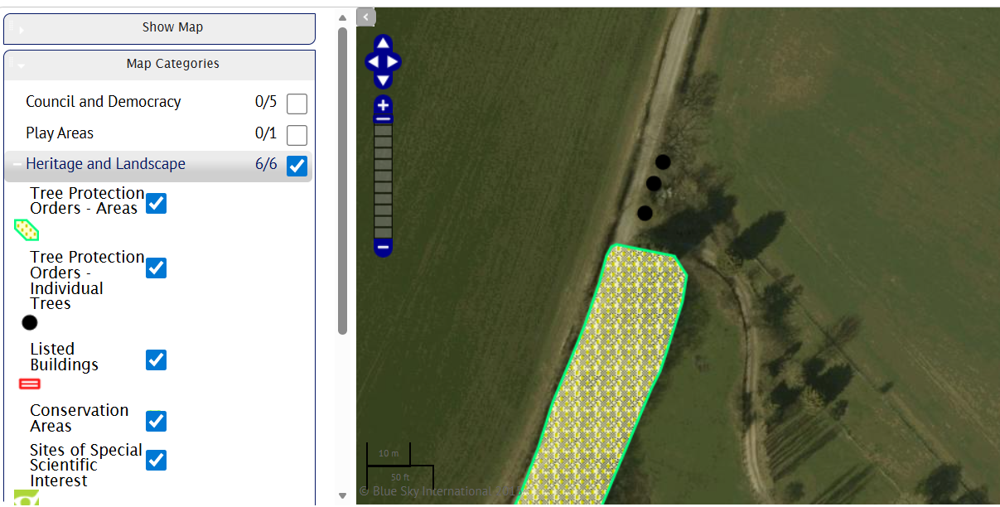 Show Map
Map Categories
Council and Democracy 0/5
Play Areas 0/1
Heritage and Landscape 6/6
Tree Protection
Orders - Areas
Tree Protection
Orders -
Individual
Trees
Listed
Buildings
Conservation
Areas
Sites of Special
Scientific
Interest
10 m
50 ft
© Blue Sky International